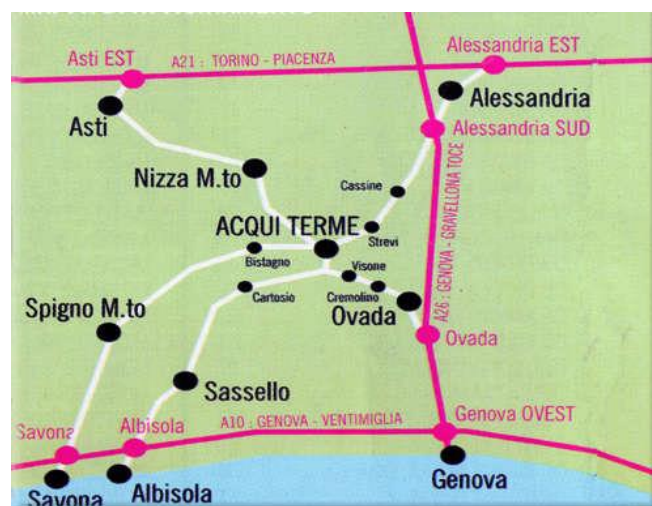 Alessandria EST
Asti EST
A21 : TORINO - PIACENZA
Alessandria
Asti
Alessandria SUD
Nizza M.to
Cassine
ACQUI TERME
Strevi
Bistagno
Visone
Cartosio
Cremolino
A26 : GENOVA - GRAVELLONA TOCE
Spigno M.to
Ovada
Ovada
Sassello
Savona
Albisola
A10 : GENOVA - VENTIMIGLIA
Genova OVEST
Savona
Albisola
Genova